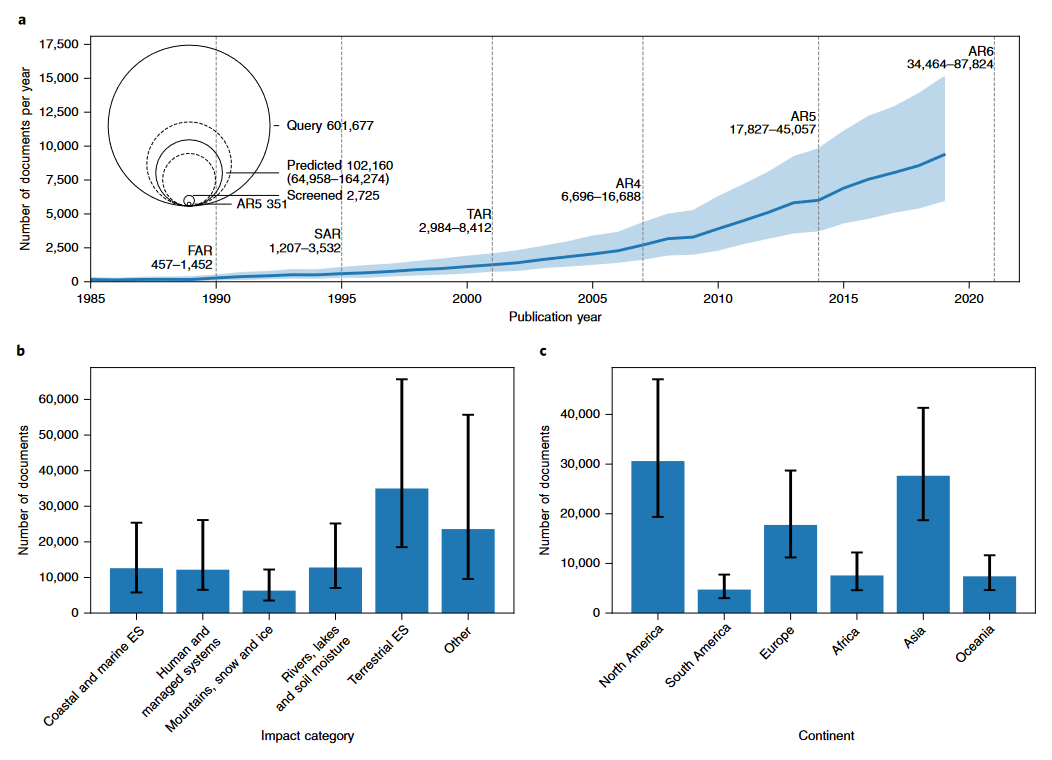 a
Number of documents per year
17,500
15,000
12,500
10,000
7,500
5,000
2,500
0
Query 601,677
Predicted 102,160
(64,958–164,274)
Screened 2,725
AR5 351
FAR
457–1,452
SAR
1,207–3,532
TAR
2,984–8,412
AR4
6,696–16,688
AR5
17,827–45,057
AR6
34,464–87,824
1985
1990
1995
2000
2005
2010
2015
2020
Publication year
b
Number of documents
60,000
50,000
40,000
30,000
20,000
10,000
0
Coastal and marine ES
Human and
managed systems
Mountains, snow and ice
Rivers, lakes
and soil moisture
Terrestrial ES
Other
Impact category
c
Number of documents
40,000
30,000
20,000
10,000
0
North America
South America
Europe
Africa
Asia
Oceania
Continent